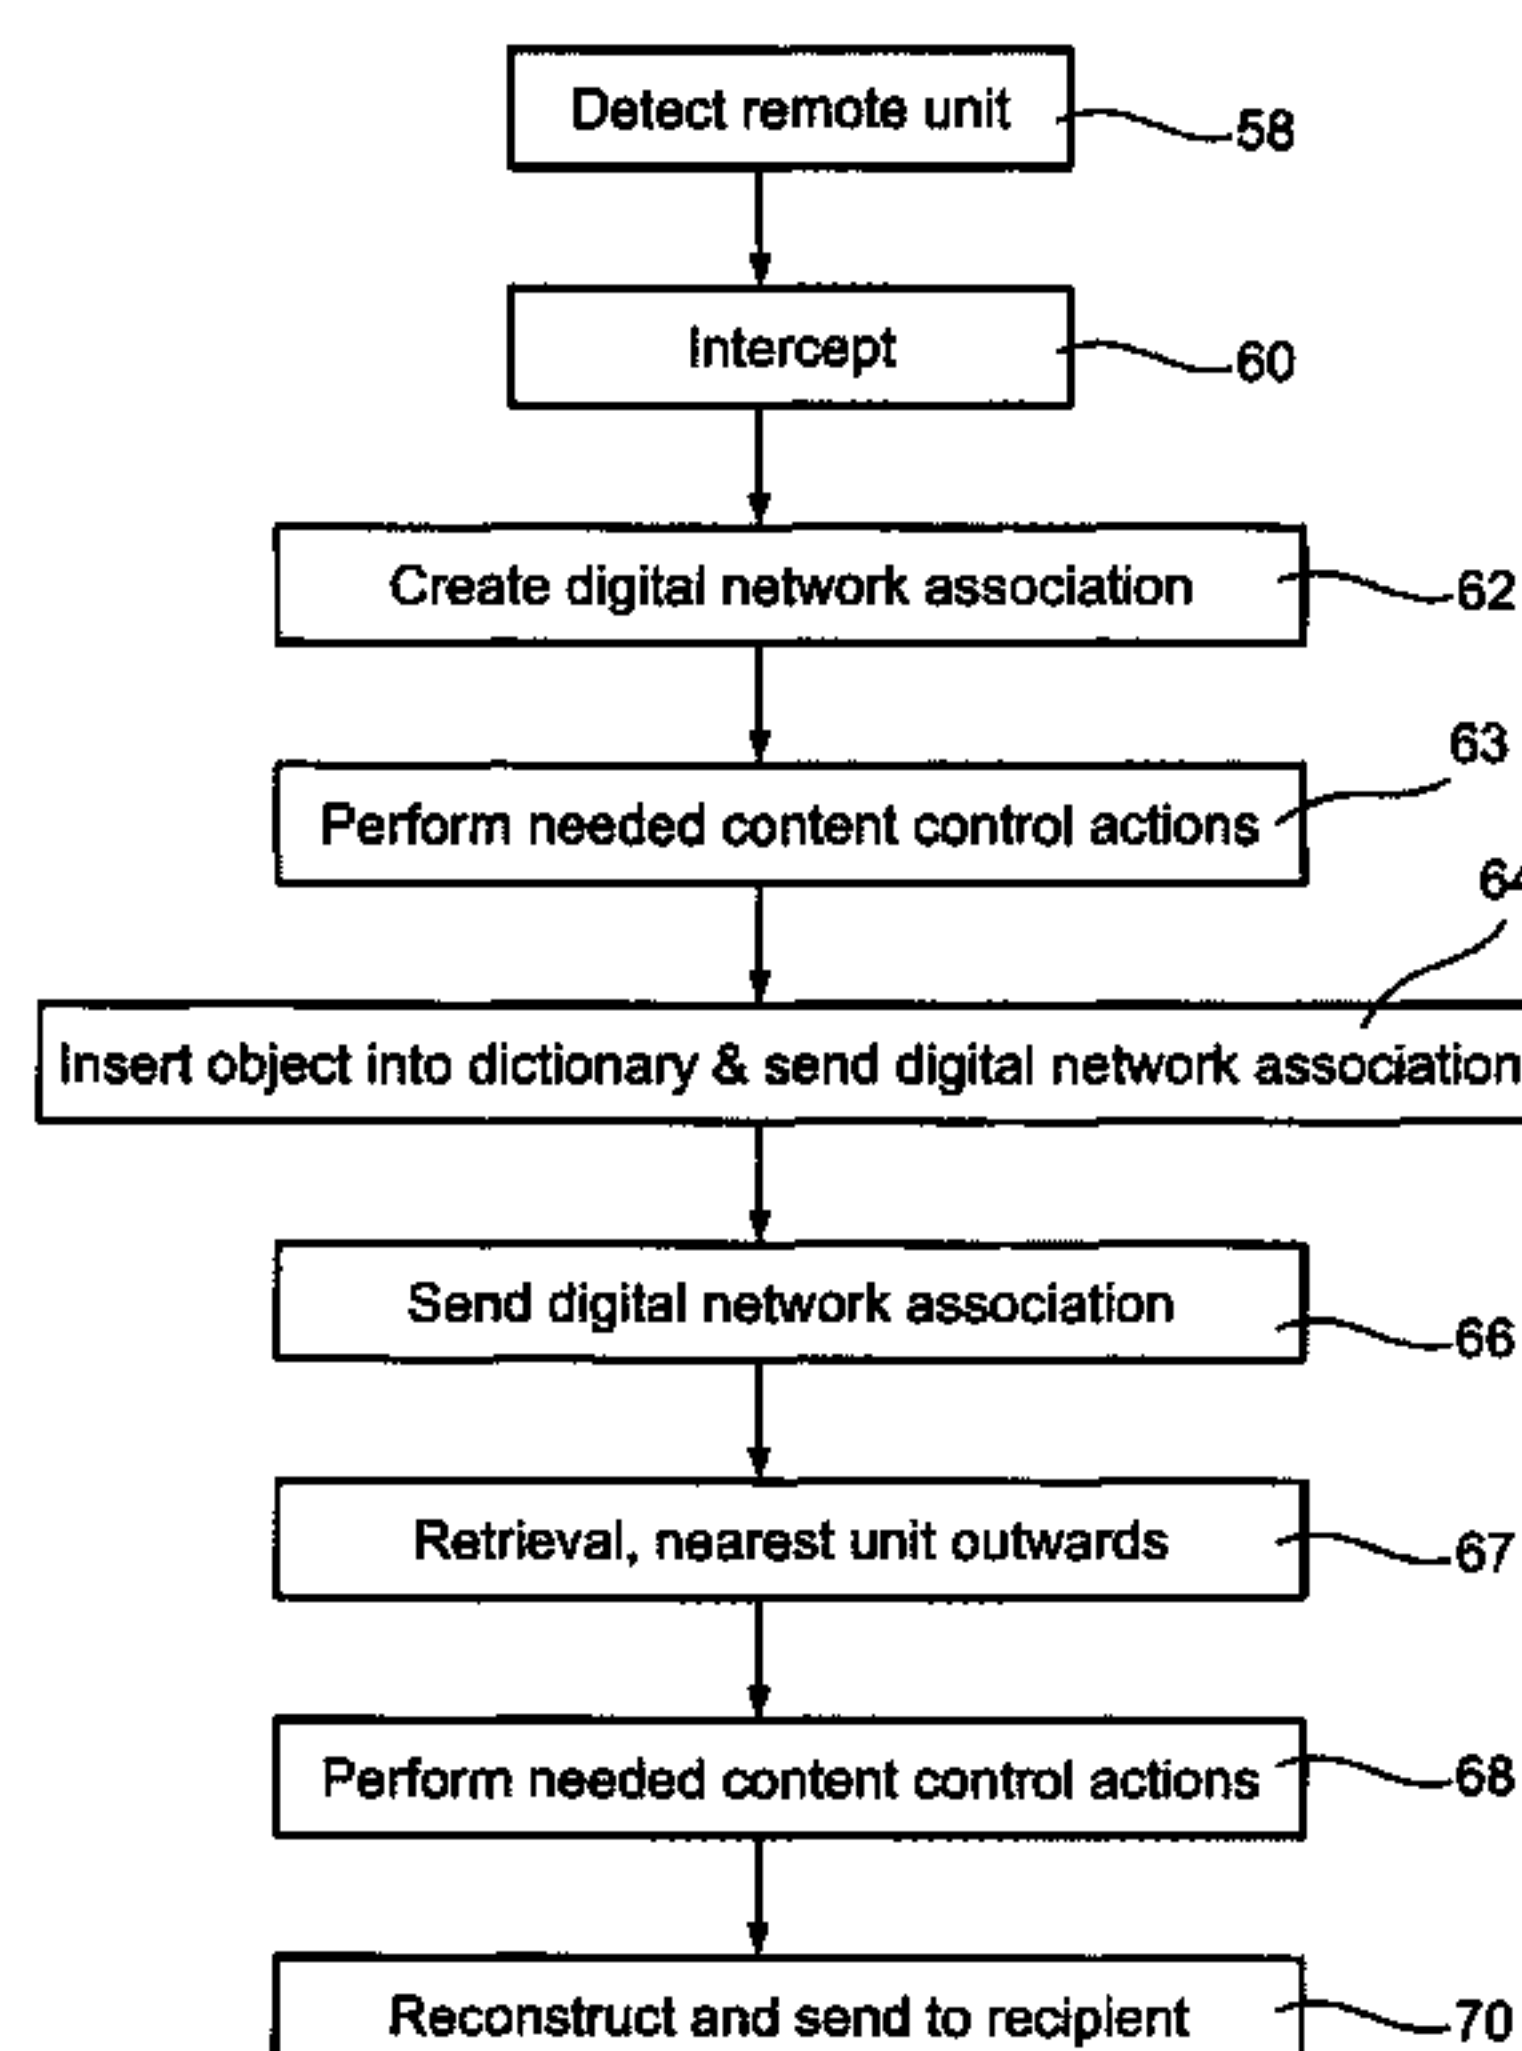 Detect remote unit
58
Intercept
60
Create digital network association
62
63
Perform needed content control actions
64
Insert object into dictionary & send digital network association
Send digital network association
66
Retrieval, nearest unit outwards
67
Perform needed content control actions
68
Reconstruct and send to recipient
70